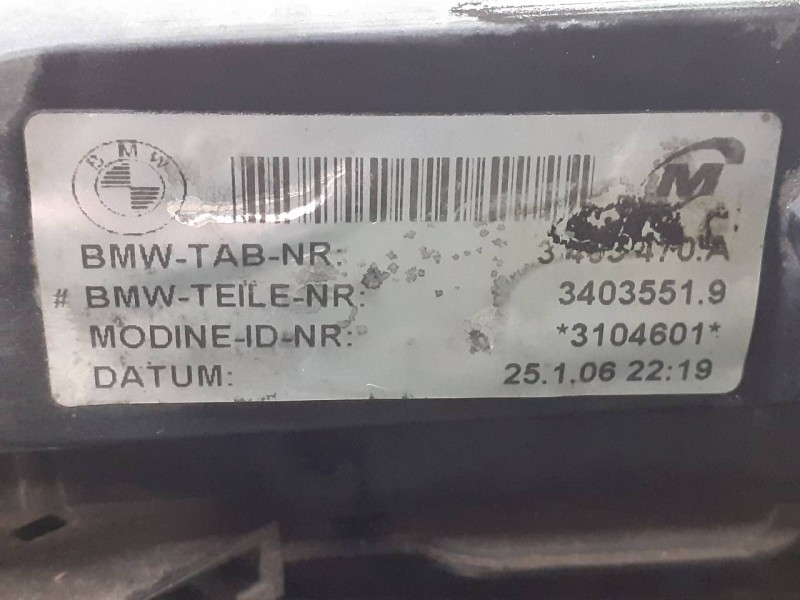 BMW
M
BMW-TAB-NR:
# BMW-TEILE-NR: 3403551.9
MODINE-ID-NR: *3104601*
DATUM: 25.1.06 22:19